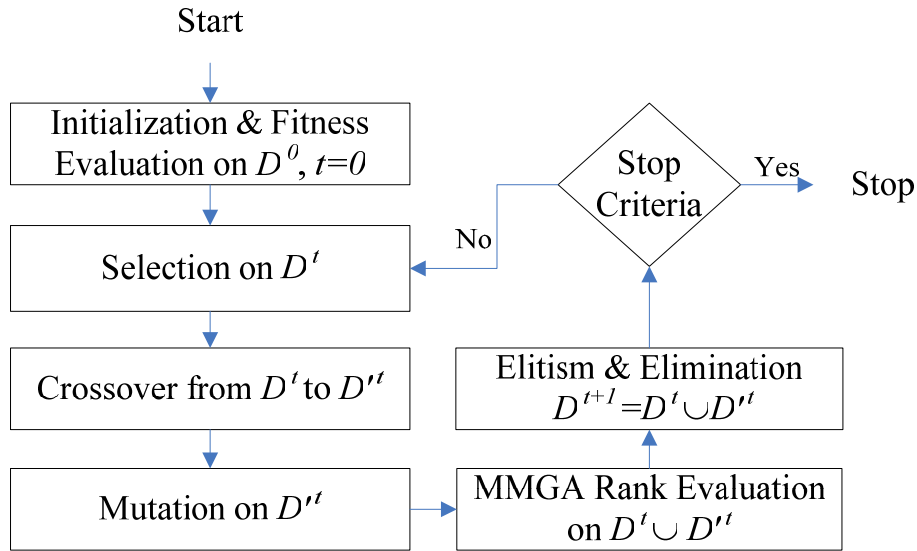 Start
Initialization & Fitness
Evaluation on D⁰, t=0
Selection on Dᵗ
Crossover from Dᵗ to D′ᵗ
Mutation on D′ᵗ
MMGA Rank Evaluation
on Dᵗ ∪ D′ᵗ
Elitism & Elimination
Dᵗ⁺¹=Dᵗ∪D′ᵗ
Stop
Criteria
No
Yes
Stop